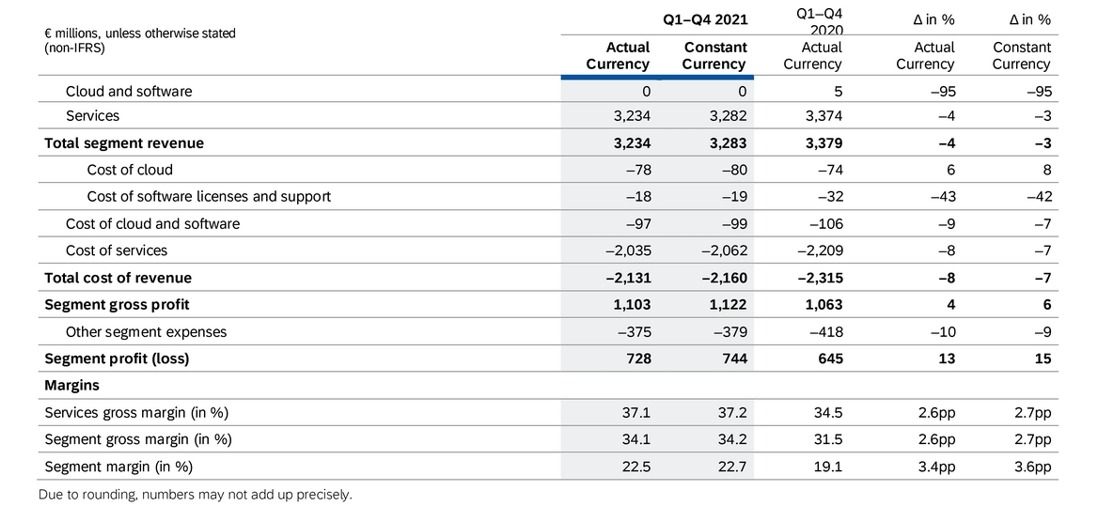 € millions, unless otherwise stated
(non-IFRS)
Q1–Q4 2021
Q1–Q4
2020
Δ in %
Δ in %
Actual
Currency
Constant
Currency
Actual
Currency
Actual
Currency
Constant
Currency
Cloud and software 0 0 5 –95 –95
Services 3,234 3,282 3,374 –4 –3
Total segment revenue 3,234 3,283 3,379 –4 –3
Cost of cloud –78 –80 –74 6 8
Cost of software licenses and support –18 –19 –32 –43 –42
Cost of cloud and software –97 –99 –106 –9 –7
Cost of services –2,035 –2,062 –2,209 –8 –7
Total cost of revenue –2,131 –2,160 –2,315 –8 –7
Segment gross profit 1,103 1,122 1,063 4 6
Other segment expenses –375 –379 –418 –10 –9
Segment profit (loss) 728 744 645 13 15
Margins
Services gross margin (in %) 37.1 37.2 34.5 2.6pp 2.7pp
Segment gross margin (in %) 34.1 34.2 31.5 2.6pp 2.7pp
Segment margin (in %) 22.5 22.7 19.1 3.4pp 3.6pp
Due to rounding, numbers may not add up precisely.